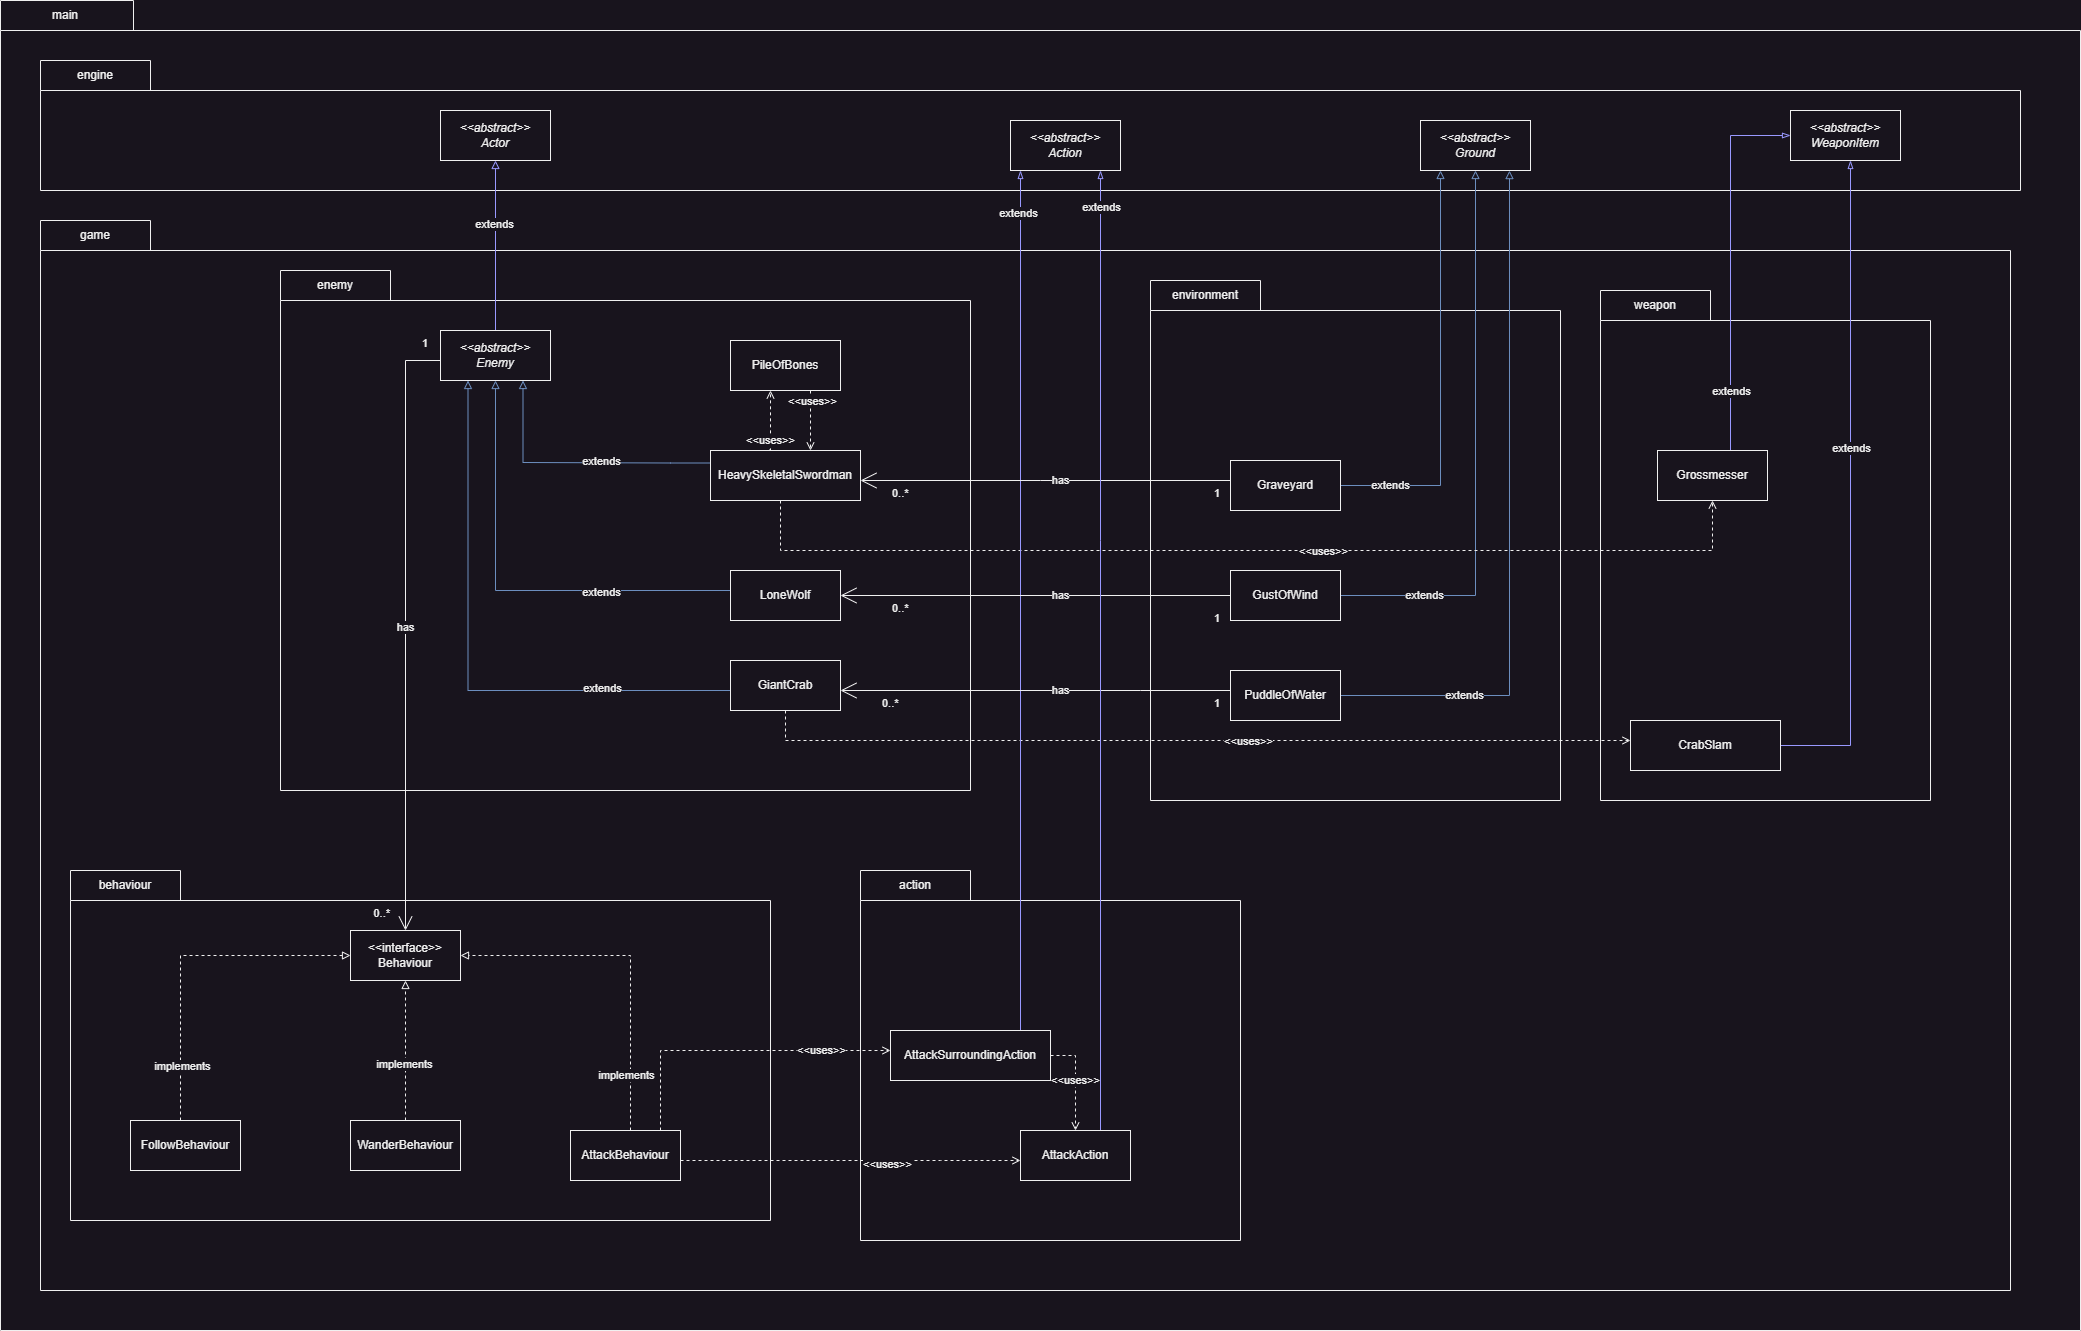 main
engine
<<abstract>>
Actor
<<abstract>>
Action
<<abstract>>
Ground
<<abstract>>
WeaponItem
extends
extends
extends
game
enemy
environment
weapon
1
<<abstract>>
Enemy
PileOfBones
<<uses>>
<<uses>>
extends
extends
extends
HeavySkeletalSwordman
0..*
has
1
Graveyard
extends
Grossmesser
<<uses>>
extends
LoneWolf
0..*
has
1
GustOfWind
extends
has
extends
GiantCrab
0..*
has
1
PuddleOfWater
extends
<<uses>>
CrabSlam
behaviour
action
0..*
<<interface>>
Behaviour
implements
implements
implements
<<uses>>
AttackSurroundingAction
<<uses>>
FollowBehaviour
WanderBehaviour
AttackBehaviour
<<uses>>
AttackAction